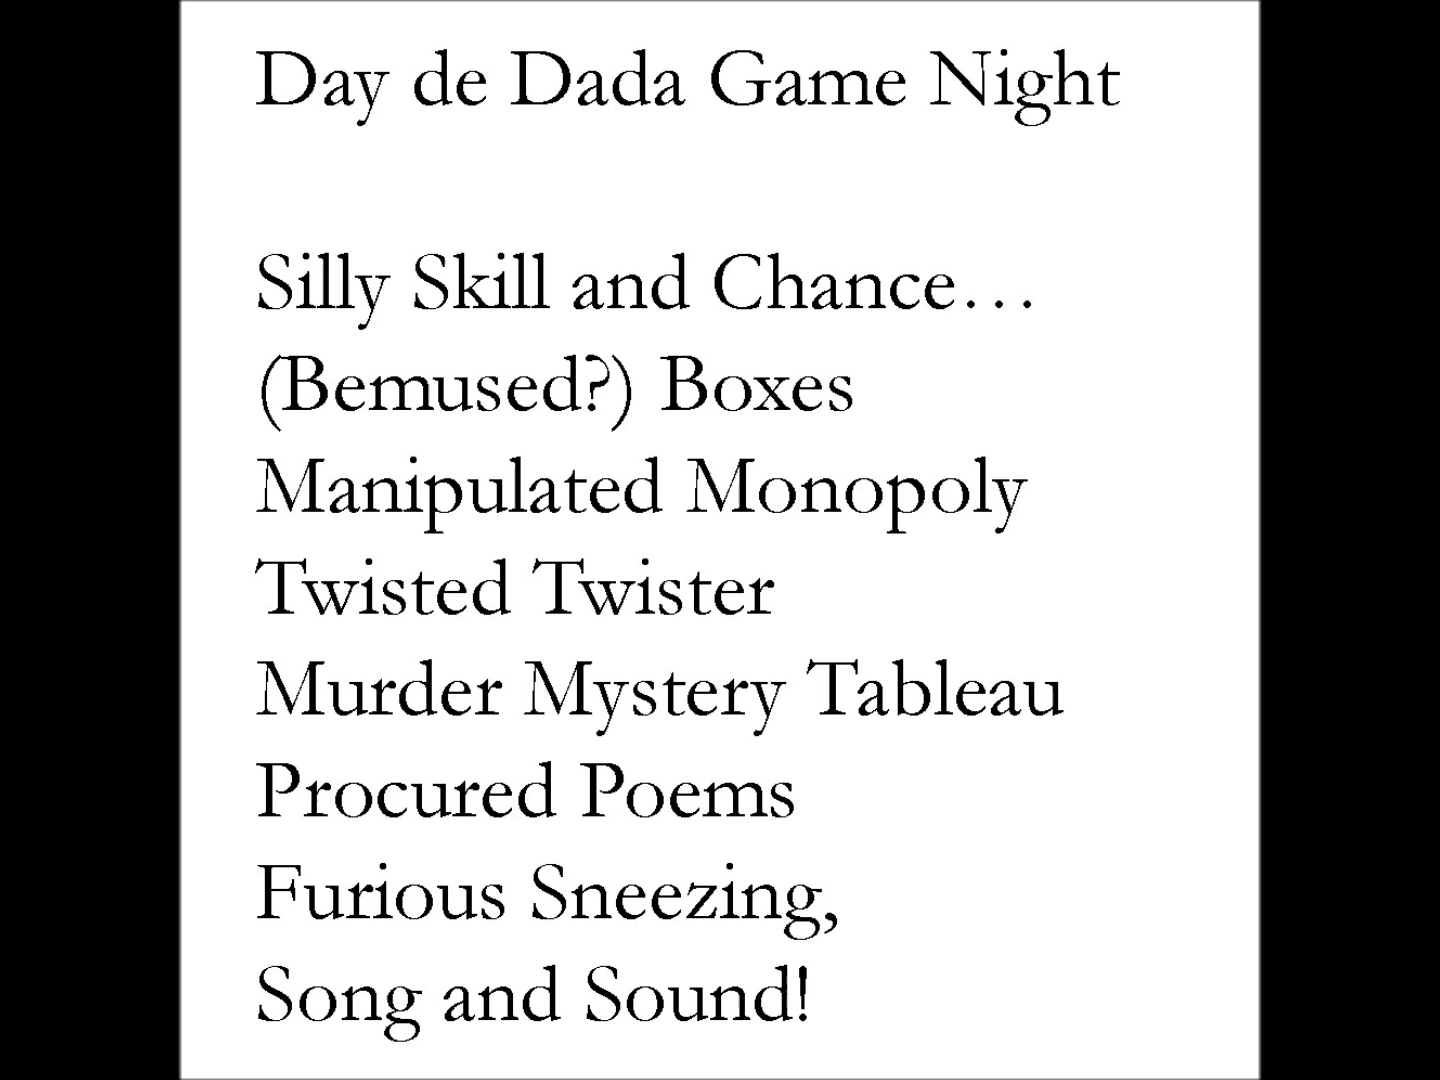 Day de Dada Game Night
Silly Skill and Chance…
(Bemused?) Boxes
Manipulated Monopoly
Twisted Twister
Murder Mystery Tableau
Procured Poems
Furious Sneezing,
Song and Sound!